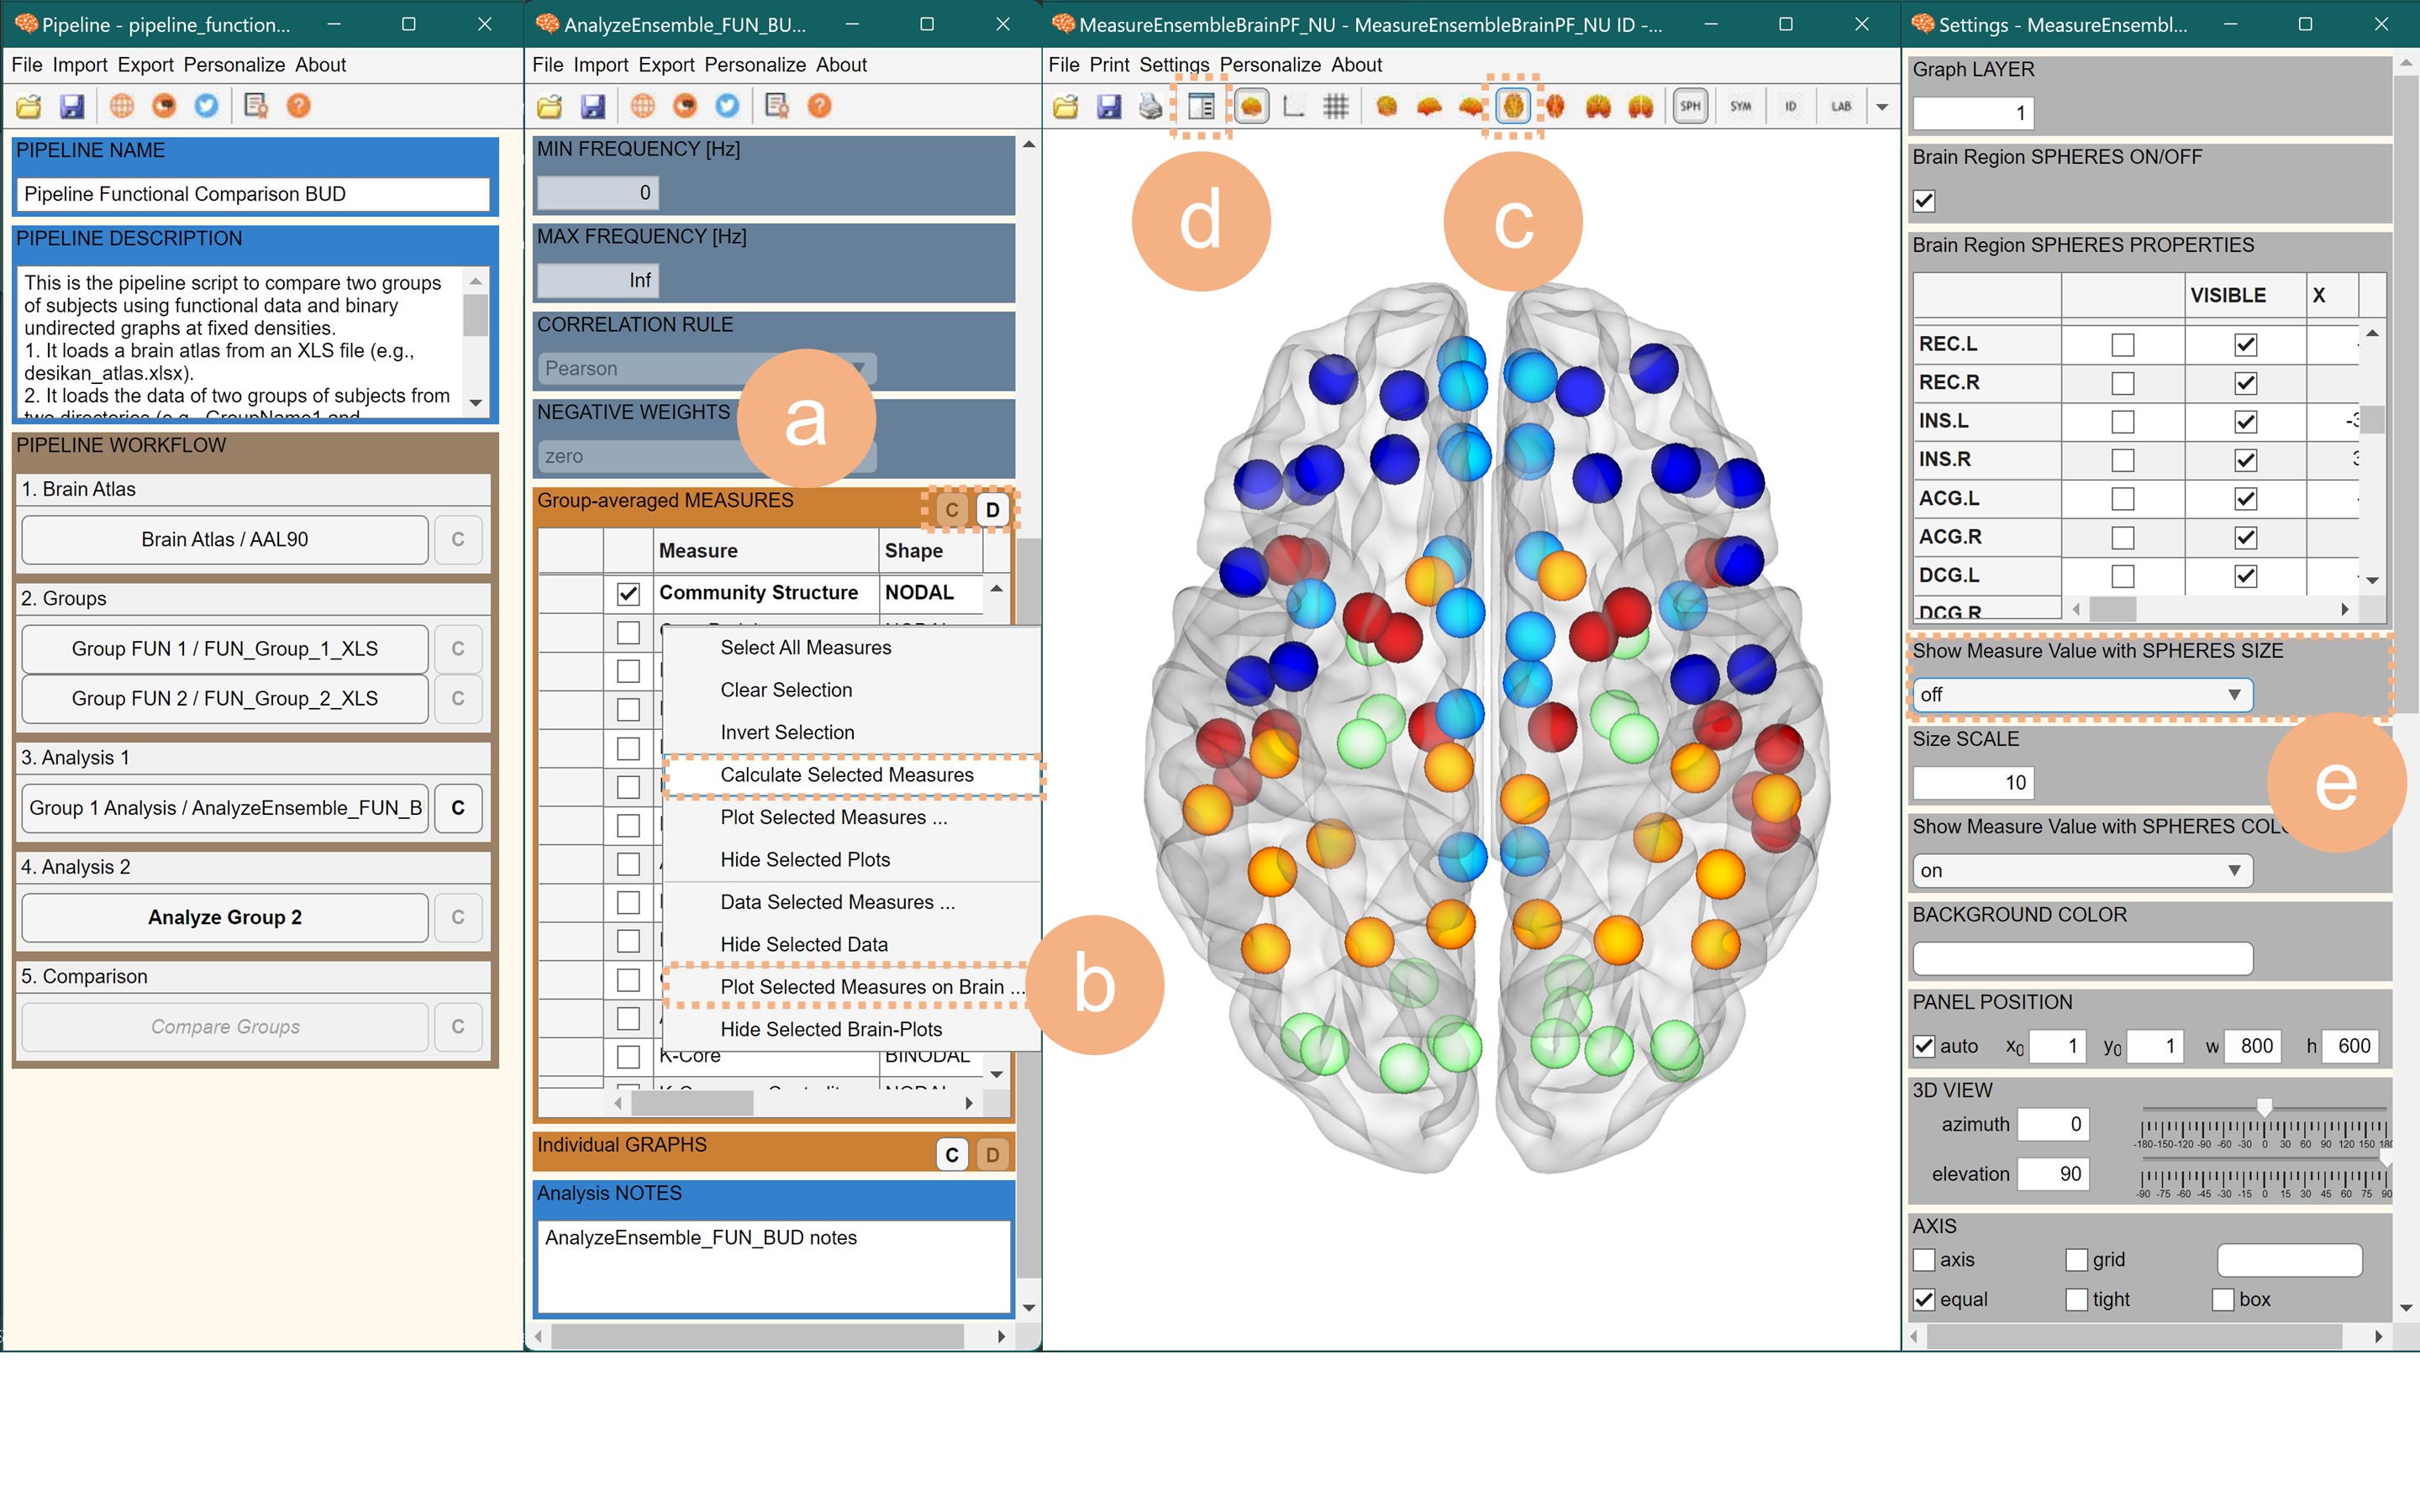 Pipeline - pipeline_function...
File Import Export Personalize About
PIPELINE NAME
Pipeline Functional Comparison BUD
PIPELINE DESCRIPTION
This is the pipeline script to compare two groups
of subjects using functional data and binary
undirected graphs at fixed densities.
1. It loads a brain atlas from an XLS file (e.g.,
desikan_atlas.xlsx).
2. It loads the data of two groups of subjects from
two directories (e.g., GroupName1 and
PIPELINE WORKFLOW
1. Brain Atlas
Brain Atlas / AAL90 C
2. Groups
Group FUN 1 / FUN_Group_1_XLS C
Group FUN 2 / FUN_Group_2_XLS C
3. Analysis 1
Group 1 Analysis / AnalyzeEnsemble_FUN_B C
4. Analysis 2
Analyze Group 2 C
5. Comparison
Compare Groups C
AnalyzeEnsemble_FUN_BU...
File Import Export Personalize About
MIN FREQUENCY [Hz]
0
MAX FREQUENCY [Hz]
Inf
CORRELATION RULE
Pearson
NEGATIVE WEIGHTS
zero
a
Group-averaged MEASURES C D
Measure Shape
Community Structure NODAL
Select All Measures
Clear Selection
Invert Selection
Calculate Selected Measures
Plot Selected Measures ...
Hide Selected Plots
Data Selected Measures ...
Hide Selected Data
Plot Selected Measures on Brain ...
Hide Selected Brain-Plots
b
K-Core BINODAL
Individual GRAPHS C D
Analysis NOTES
AnalyzeEnsemble_FUN_BUD notes
MeasureEnsembleBrainPF_NU - MeasureEnsembleBrainPF_NU ID -...
File Print Settings Personalize About
SPH SYM ID LAB
d c
Settings - MeasureEnsembl...
Graph LAYER
1
Brain Region SPHERES ON/OFF
Brain Region SPHERES PROPERTIES
VISIBLE X
REC.L
REC.R
INS.L
INS.R
ACG.L
ACG.R
DCG.L
DCG.R
Show Measure Value with SPHERES SIZE
off
Size SCALE
10
e
Show Measure Value with SPHERES COL
on
BACKGROUND COLOR
PANEL POSITION
auto x0 1 y0 1 w 800 h 600
3D VIEW
azimuth 0
-180 -150 -120 -90 -60 -30 0 30 60 90 120 150 180
elevation 90
-90 -75 -60 -45 -30 -15 0 15 30 45 60 75 90
AXIS
axis grid
equal tight box